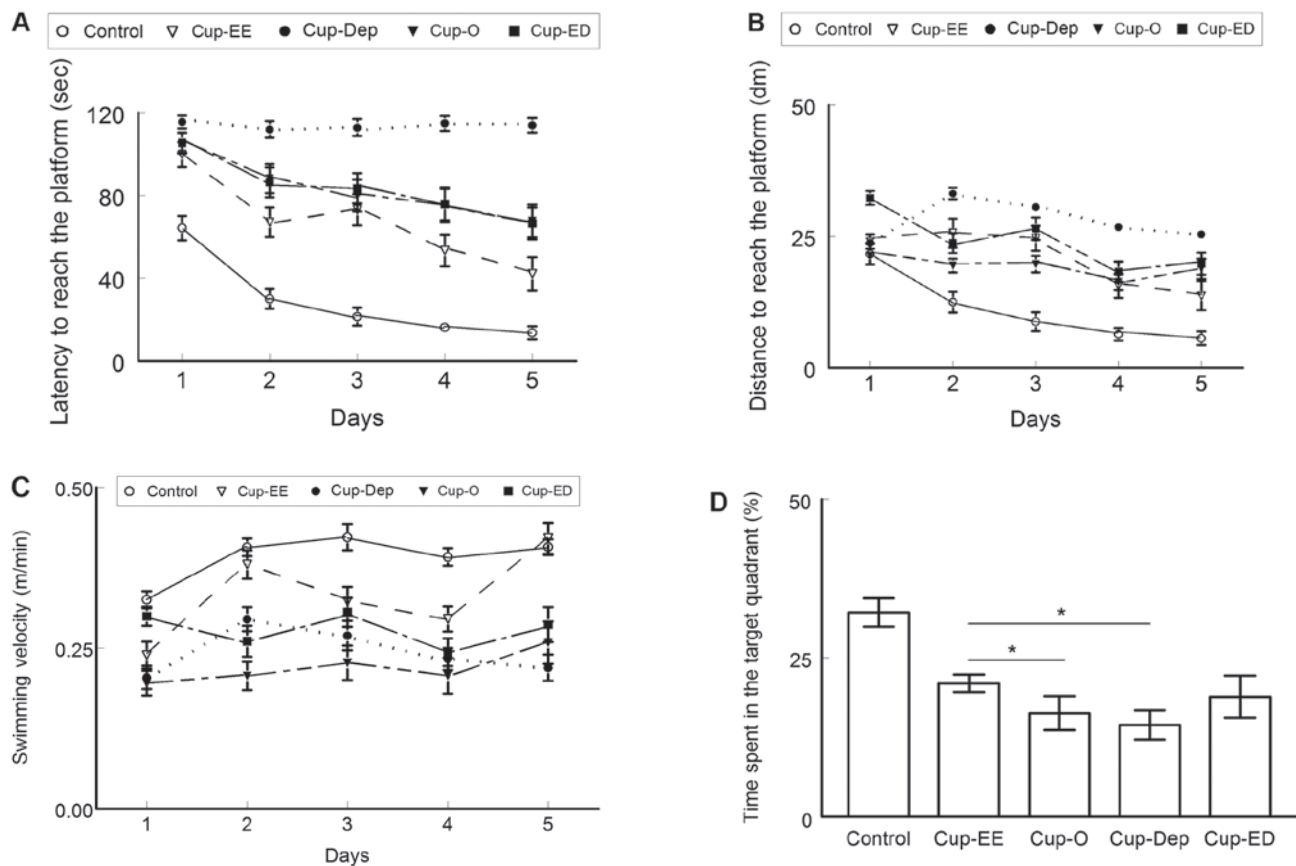 A
Control Cup-EE Cup-Dep Cup-O Cup-ED
Latency to reach the platform (sec)
120
80
40
0
1 2 3 4 5
Days
B
Control Cup-EE Cup-Dep Cup-O Cup-ED
Distance to reach the platform (dm)
50
25
0
1 2 3 4 5
Days
C
Control Cup-EE Cup-Dep Cup-O Cup-ED
Swimming velocity (m/min)
0.50
0.25
0.00
1 2 3 4 5
Days
D
Time spent in the target quadrant (%)
50
25
0
*
*
Control Cup-EE Cup-O Cup-Dep Cup-ED